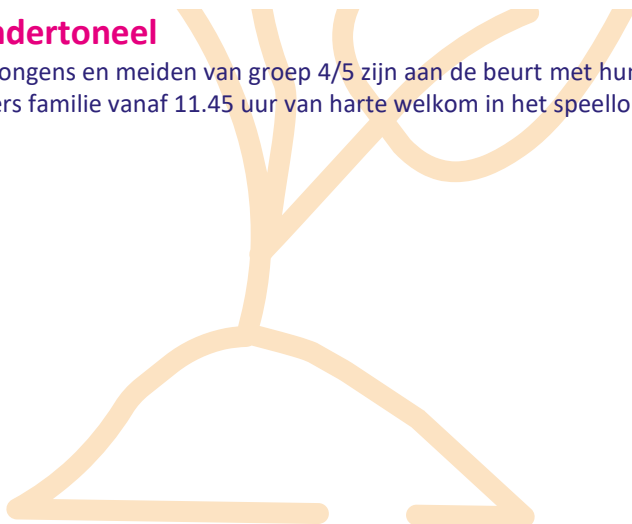 ndertoneel
ongens en meiden van groep 4/5 zijn aan de beurt met hun
ers familie vanaf 11.45 uur van harte welkom in het speello